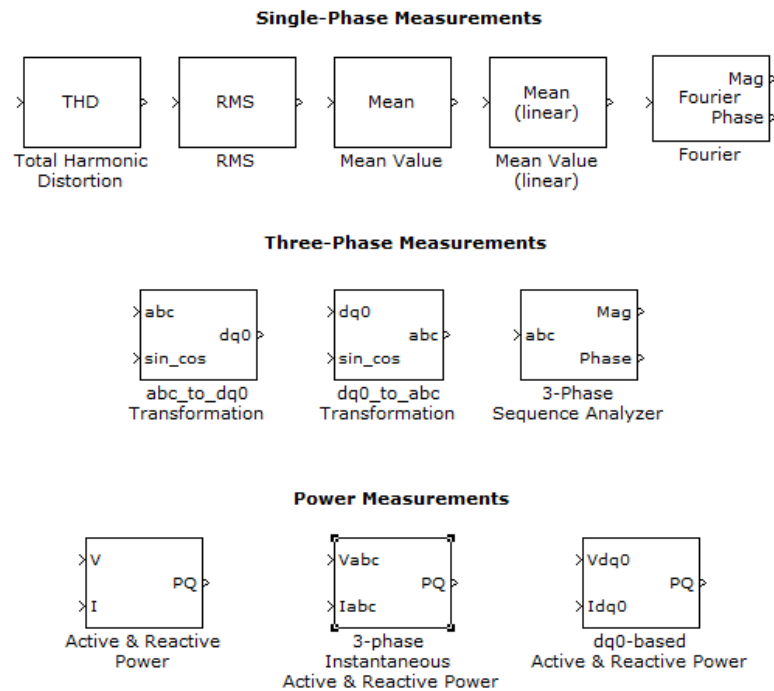 Single-Phase Measurements
THD
RMS
Mean
Mean
(linear)
Mag
Fourier
Phase
Total Harmonic
Distortion
RMS
Mean Value
Mean Value
(linear)
Fourier
Three-Phase Measurements
abc
dq0
sin_cos
dq0
abc
sin_cos
Mag
abc
Phase
abc_to_dq0
Transformation
dq0_to_abc
Transformation
3-Phase
Sequence Analyzer
Power Measurements
V
PQ
I
Vabc
PQ
Iabc
Vdq0
PQ
Idq0
Active & Reactive
Power
3-phase
Instantaneous
Active & Reactive Power
dq0-based
Active & Reactive Power